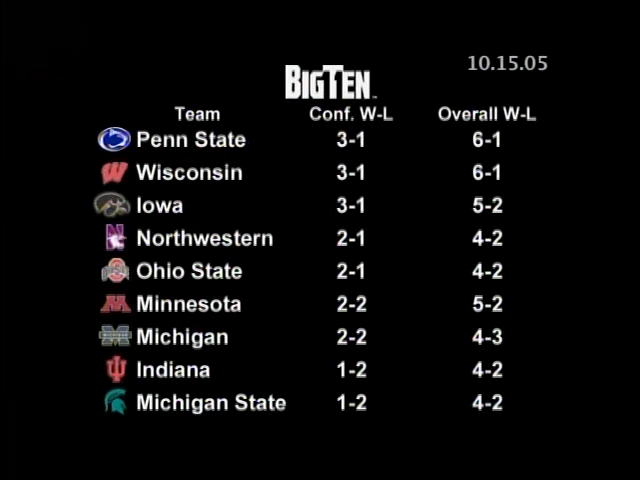 10.15.05
BIGTEN
Team Conf. W-L Overall W-L
Penn State 3-1 6-1
Wisconsin 3-1 6-1
Iowa 3-1 5-2
Northwestern 2-1 4-2
Ohio State 2-1 4-2
Minnesota 2-2 5-2
Michigan 2-2 4-3
Indiana 1-2 4-2
Michigan State 1-2 4-2